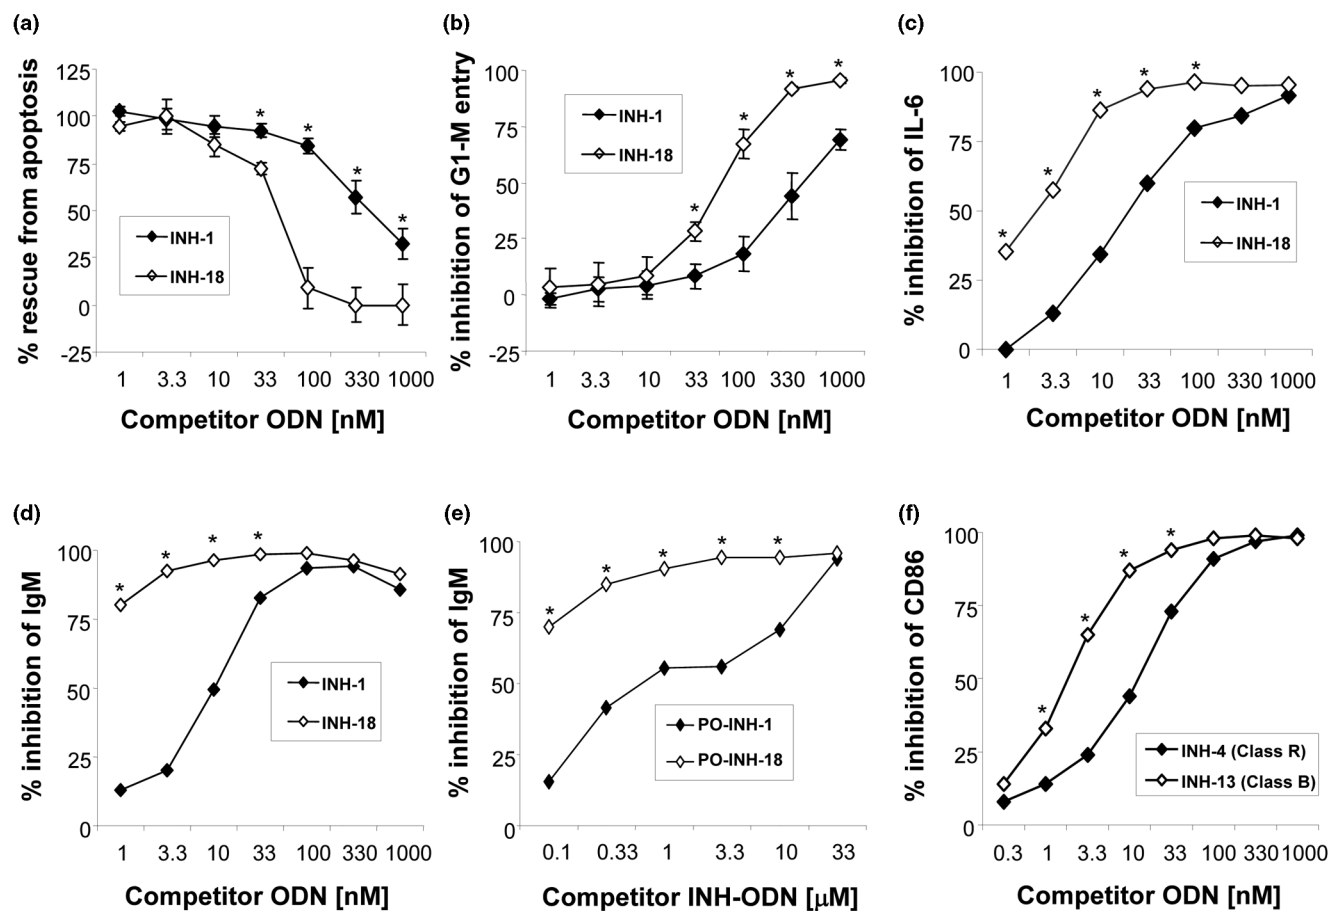 (a)
% rescue from apoptosis
125
100
75
50
25
0
-25
INH-1
INH-18
1 3.3 10 33 100 330 1000
Competitor ODN [nM]
* * * *
(b)
% inhibition of G1-M entry
100
75
50
25
0
-25
INH-1
INH-18
1 3.3 10 33 100 330 1000
Competitor ODN [nM]
* * * *
(c)
% inhibition of IL-6
100
75
50
25
0
INH-1
INH-18
1 3.3 10 33 100 330 1000
Competitor ODN [nM]
* * * * *
(d)
% inhibition of IgM
100
75
50
25
0
INH-1
INH-18
1 3.3 10 33 100 330 1000
Competitor ODN [nM]
* * * *
(e)
% inhibition of IgM
100
75
50
25
0
PO-INH-1
PO-INH-18
0.1 0.33 1 3.3 10 33
Competitor INH-ODN [μM]
* * * * *
(f)
% inhibition of CD86
100
75
50
25
0
INH-4 (Class R)
INH-13 (Class B)
0.3 1 3.3 10 33 100 330 1000
Competitor ODN [nM]
* * * *